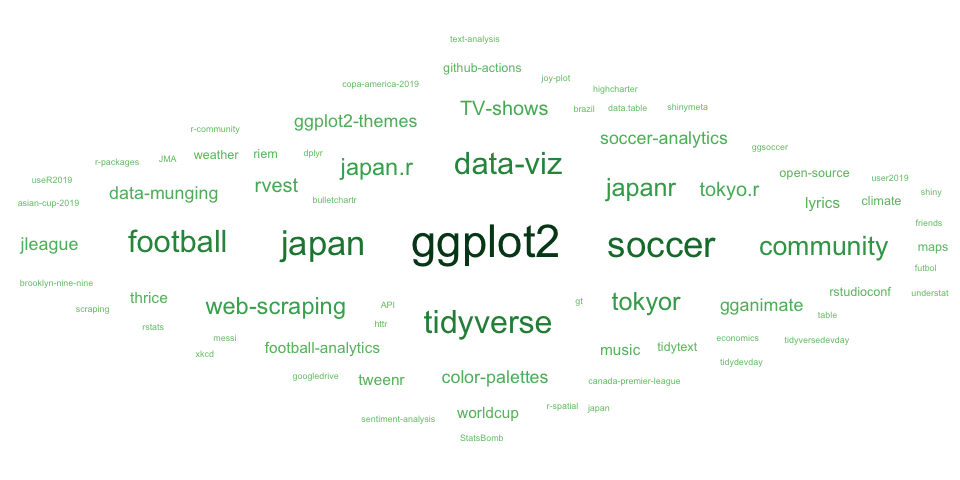 text-analysis
github-actions
joy-plot
copa-america-2019
highcharter
TV-shows
brazil
data.table
shinymeta
ggplot2-themes
r-community
soccer-analytics
ggsoccer
r-packages
JMA
weather
riem
dplyr
japan.r
data-viz
open-source
user2019
useR2019
data-munging
rvest
bulletchartr
japanr
tokyo.r
shiny
asian-cup-2019
lyrics
climate
friends
jleague
football
japan
ggplot2
soccer
community
maps
futbol
brooklyn-nine-nine
thrice
scraping
web-scraping
API
gt
tokyor
gganimate
rstudioconf
understat
rstats
httr
tidyverse
table
messi
xkcd
football-analytics
music
tidytext
economics
tidyversedevday
tidydevday
googledrive
tweenr
color-palettes
canada-premier-league
sentiment-analysis
worldcup
r-spatial
japan
StatsBomb